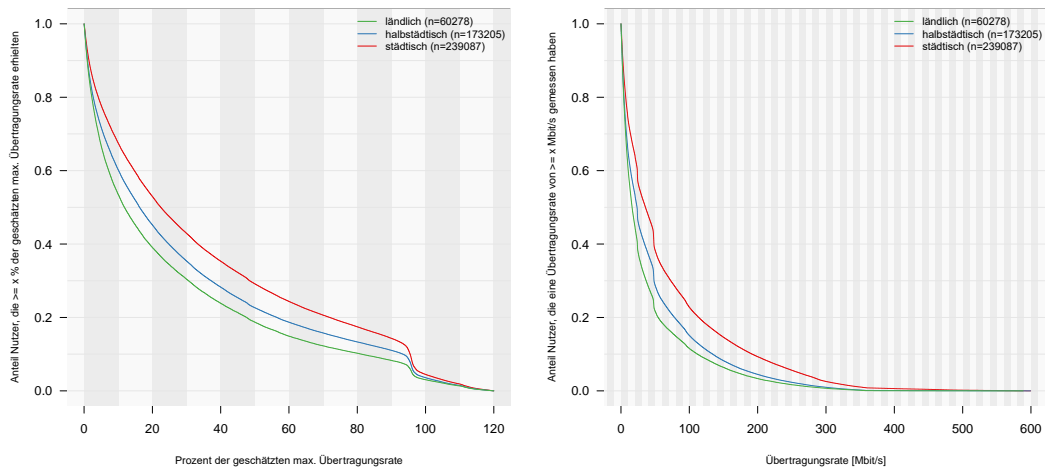 Anteil Nutzer, die >= x % der geschätzten max. Übertragungsrate erhielten
1.0
0.8
0.6
0.4
0.2
0.0
ländlich (n=60278)
halbstädtisch (n=173205)
städtisch (n=239087)
0 20 40 60 80 100 120
Prozent der geschätzten max. Übertragungsrate
Anteil Nutzer, die eine Übertragungsrate von >= x Mbit/s gemessen haben
1.0
0.8
0.6
0.4
0.2
0.0
ländlich (n=60278)
halbstädtisch (n=173205)
städtisch (n=239087)
0 100 200 300 400 500 600
Übertragungsrate [Mbit/s]